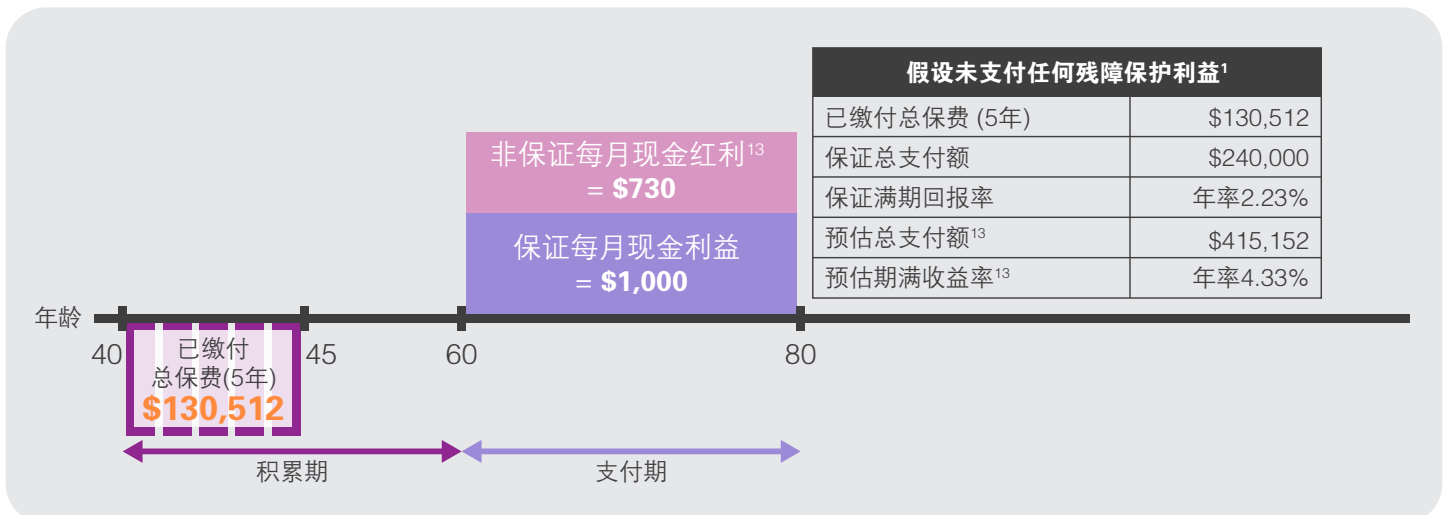 假设未支付任何残障保护利益¹
已缴付总保费 (5年) $130,512
保证总支付额 $240,000
保证满期回报率 年率2.23%
预估总支付额¹³ $415,152
预估期满收益率¹³ 年率4.33%
非保证每月现金红利¹³
= $730
保证每月现金利益
= $1,000
年龄
40 45 60 80
已缴付
总保费(5年)
$130,512
积累期 支付期